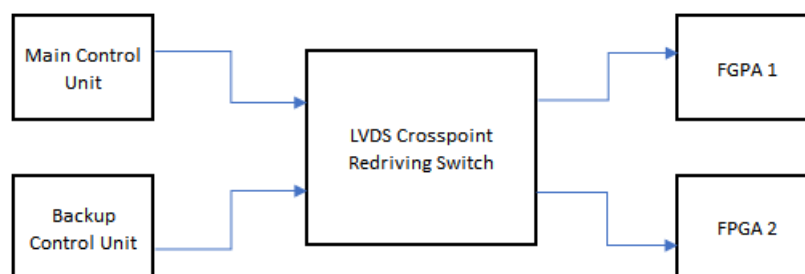 Main Control
Unit
FGPA 1
LVDS Crosspoint
Redriving Switch
Backup
Control Unit
FPGA 2